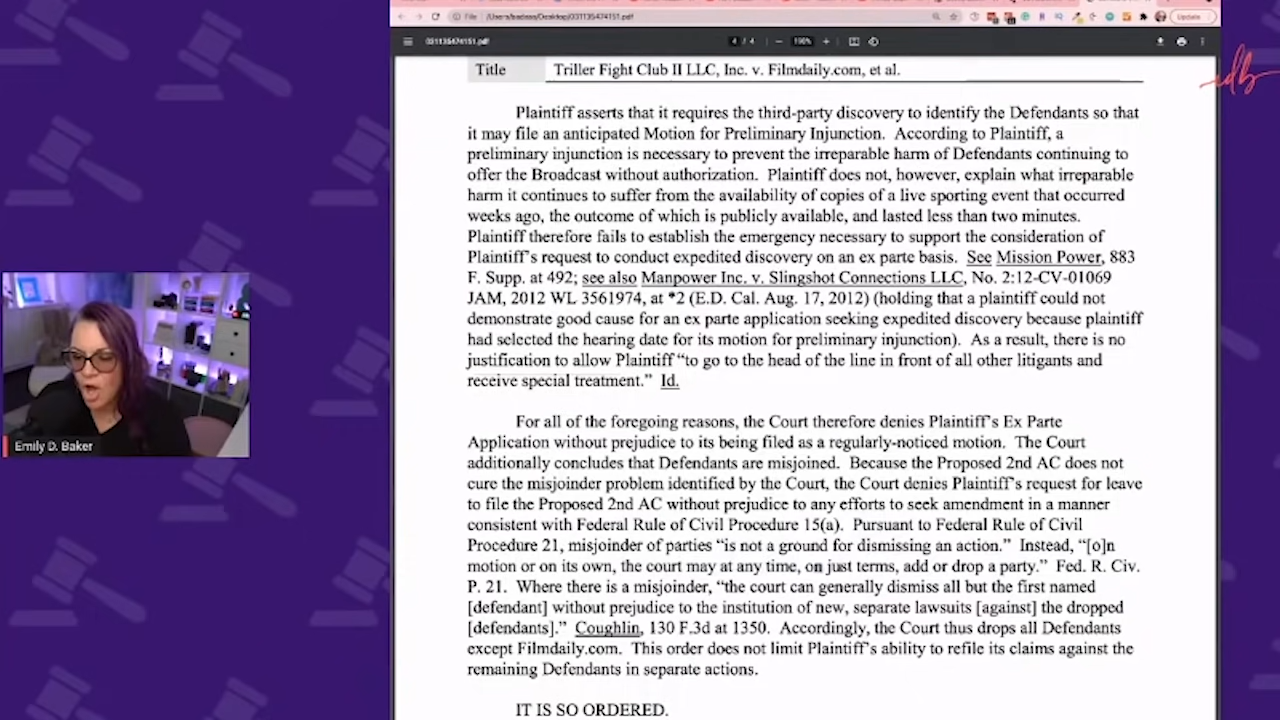 File | /Users/badass/Desktop/031135474151.pdf
Update
031135474151.pdf
4 / 4 | − 190% +
edb
Title Triller Fight Club II LLC, Inc. v. Filmdaily.com, et al.
Plaintiff asserts that it requires the third-party discovery to identify the Defendants so that
it may file an anticipated Motion for Preliminary Injunction. According to Plaintiff, a
preliminary injunction is necessary to prevent the irreparable harm of Defendants continuing to
offer the Broadcast without authorization. Plaintiff does not, however, explain what irreparable
harm it continues to suffer from the availability of copies of a live sporting event that occurred
weeks ago, the outcome of which is publicly available, and lasted less than two minutes.
Plaintiff therefore fails to establish the emergency necessary to support the consideration of
Plaintiff's request to conduct expedited discovery on an ex parte basis. See Mission Power, 883
F. Supp. at 492; see also Manpower Inc. v. Slingshot Connections LLC, No. 2:12-CV-01069
JAM, 2012 WL 3561974, at *2 (E.D. Cal. Aug. 17, 2012) (holding that a plaintiff could not
demonstrate good cause for an ex parte application seeking expedited discovery because plaintiff
had selected the hearing date for its motion for preliminary injunction). As a result, there is no
justification to allow Plaintiff "to go to the head of the line in front of all other litigants and
receive special treatment." Id.
For all of the foregoing reasons, the Court therefore denies Plaintiff's Ex Parte
Application without prejudice to its being filed as a regularly-noticed motion. The Court
additionally concludes that Defendants are misjoined. Because the Proposed 2nd AC does not
cure the misjoinder problem identified by the Court, the Court denies Plaintiff's request for leave
to file the Proposed 2nd AC without prejudice to any efforts to seek amendment in a manner
consistent with Federal Rule of Civil Procedure 15(a). Pursuant to Federal Rule of Civil
Procedure 21, misjoinder of parties "is not a ground for dismissing an action." Instead, "[o]n
motion or on its own, the court may at any time, on just terms, add or drop a party." Fed. R. Civ.
P. 21. Where there is a misjoinder, "the court can generally dismiss all but the first named
[defendant] without prejudice to the institution of new, separate lawsuits [against] the dropped
[defendants]." Coughlin, 130 F.3d at 1350. Accordingly, the Court thus drops all Defendants
except Filmdaily.com. This order does not limit Plaintiff's ability to refile its claims against the
remaining Defendants in separate actions.
IT IS SO ORDERED.
Emily D. Baker